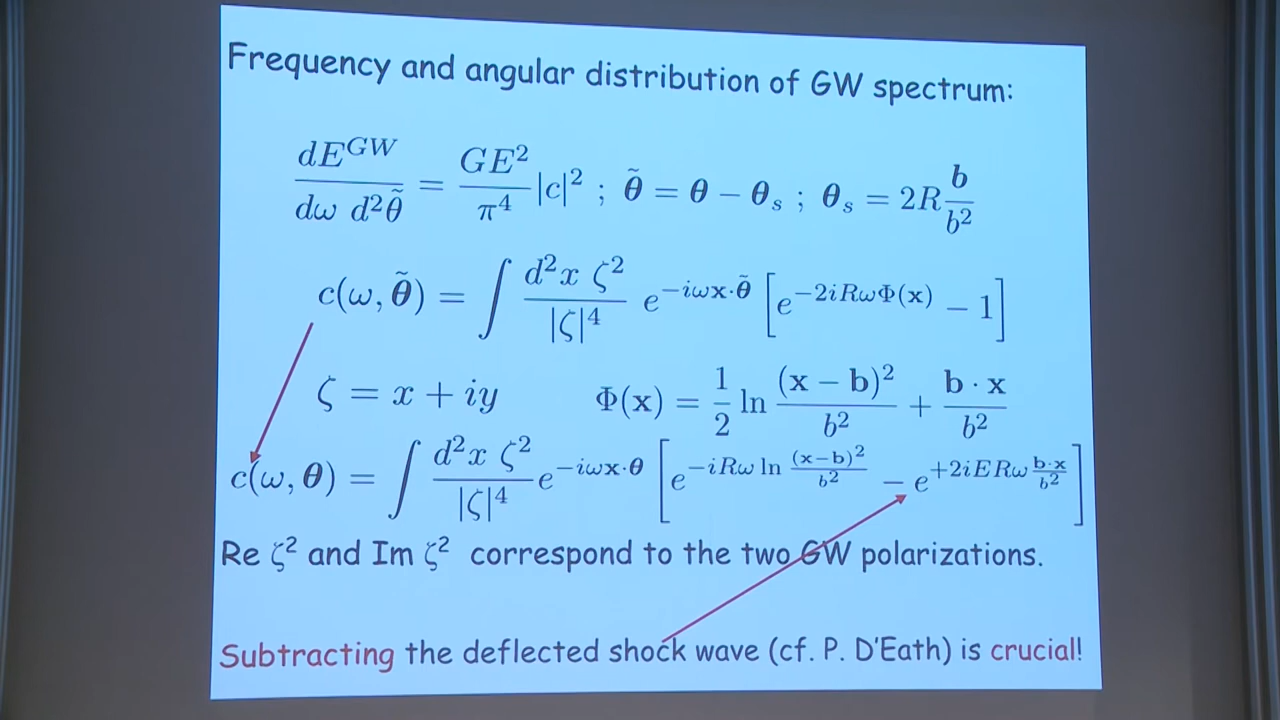 Frequency and angular distribution of GW spectrum:
dE^{GW} / (dω d²θ̃) = (GE² / π⁴) |c|² ; θ̃ = θ − θ_s ; θ_s = 2R b/b²
c(ω, θ̃) = ∫ (d²x ζ² / |ζ|⁴) e^{−iωx·θ̃} [e^{−2iRωΦ(x)} − 1]
ζ = x + iy Φ(x) = (1/2) ln ((x − b)² / b²) + (b · x) / b²
c(ω, θ) = ∫ (d²x ζ² / |ζ|⁴) e^{−iωx·θ} [e^{−iRω ln ((x−b)² / b²)} − e^{+2iERω (b·x / b²)}]
Re ζ² and Im ζ² correspond to the two GW polarizations.
Subtracting the deflected shock wave (cf. P. D'Eath) is crucial!